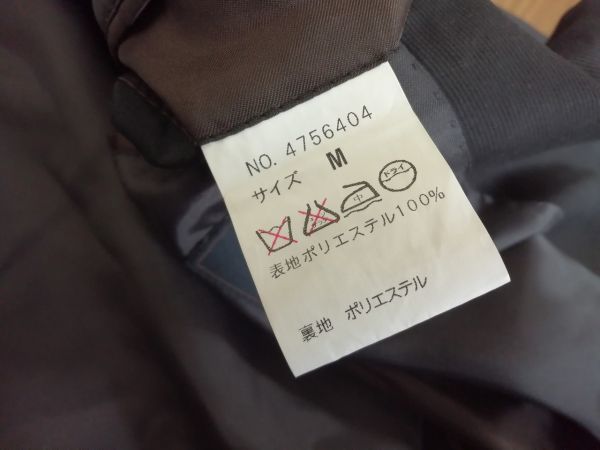 NO. 4756404
サイズ M
中 ドライ
表地ポリエステル100%
裏地 ポリエステル